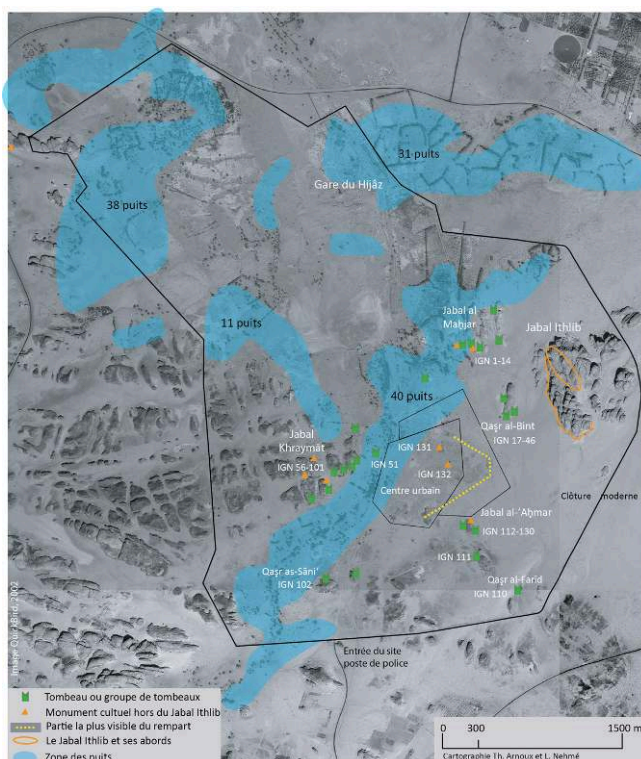 31 puits
Gare du Hijâz
38 puits
11 puits
Jabal al
Maḥjar
Jabal Ithlib
IGN 1-14
40 puits
Qaṣr al-Bint
IGN 17-46
Jabal
Khraymât
IGN 56-101
IGN 131
IGN 51
IGN 132
Centre urbain
Clôture moderne
Jabal al-'Aḥmar
IGN 112-130
IGN 111
Qaṣr as-Sâni'
IGN 102
Qaṣr al-Farid
IGN 110
Entrée du site
poste de police
Image QuickBird, 2002
Tombeau ou groupe de tombeaux
Monument cultuel hors du Jabal Ithlib
Partie la plus visible du rempart
Le Jabal Ithlib et ses abords
Zone des puits
0 300 1500 m
Cartographie Th. Arnoux et L. Nehmé